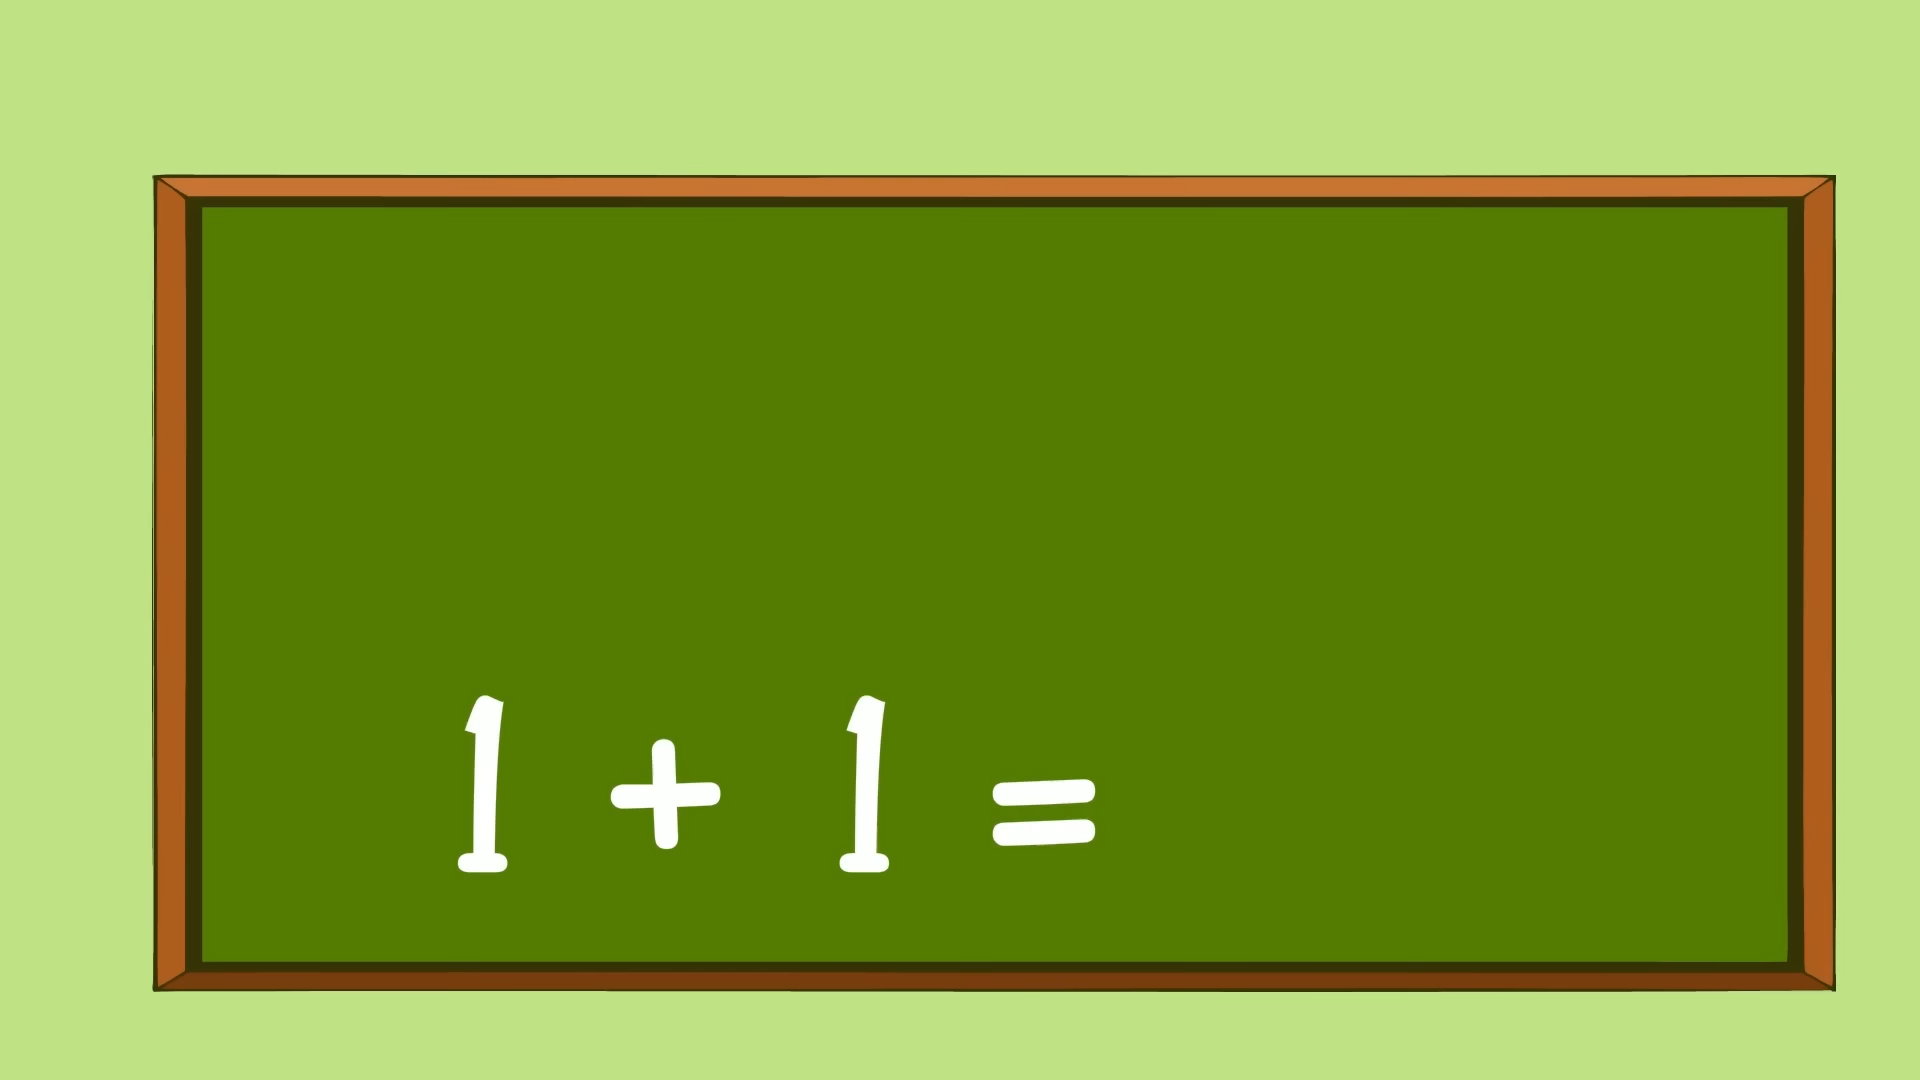 1 + 1 =